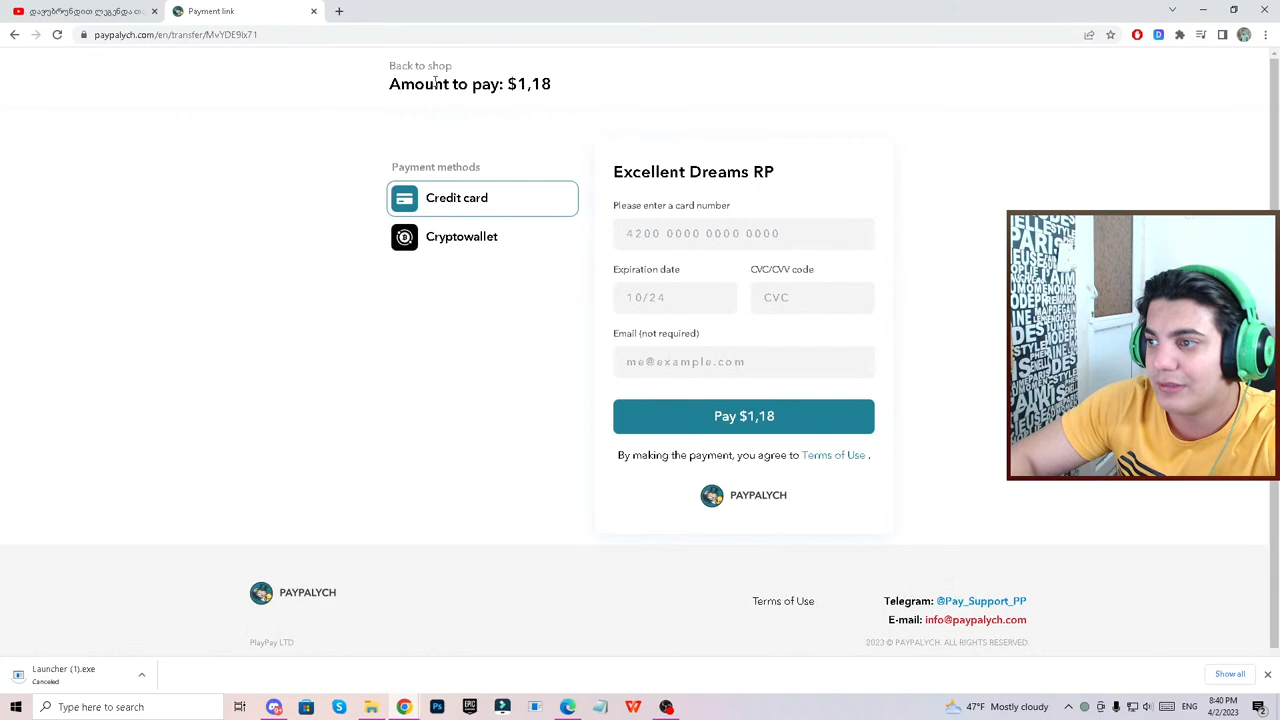 დავუბრუნდით ლეგენდა თა
Payment link
paypalych.com/en/transfer/MvYDE9lx71
Back to shop
Amount to pay: $1,18
Payment methods
Credit card
Cryptowallet
Excellent Dreams RP
Please enter a card number
4200 0000 0000 0000
Expiration date
CVC/CVV code
10/24
CVC
Email (not required)
me@example.com
Pay $1,18
By making the payment, you agree to Terms of Use .
PAYPALYCH
PAYPALYCH
Terms of Use
Telegram: @Pay_Support_PP
E-mail: info@paypalych.com
PlayPay LTD
2023 © PAYPALYCH. ALL RIGHTS RESERVED.
Launcher (1).exe
Canceled
Show all
Type here to search
47°F Mostly cloudy
ENG
8:40 PM
4/2/2023